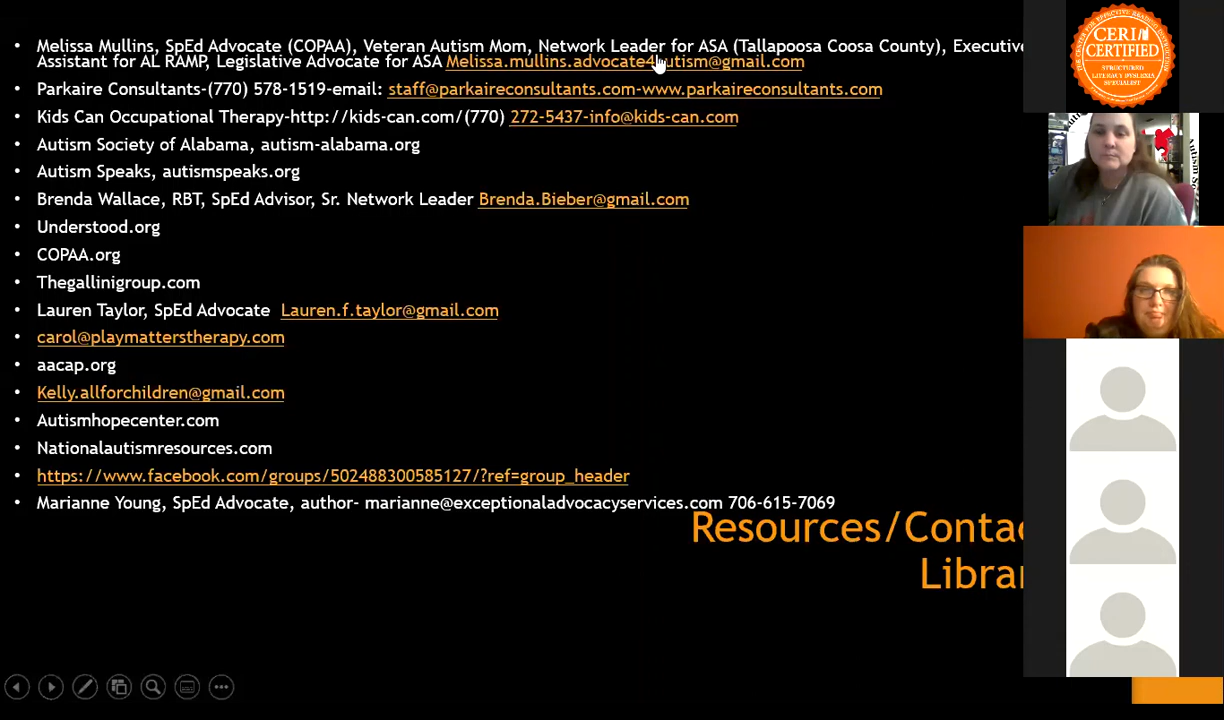 Melissa Mullins, SpEd Advocate (COPAA), Veteran Autism Mom, Network Leader for ASA (Tallapoosa Coosa County), Executive
Assistant for AL RAMP, Legislative Advocate for ASA Melissa.mullins.advocate4autism@gmail.com
Parkaire Consultants-(770) 578-1519-email: staff@parkaireconsultants.com-www.parkaireconsultants.com
Kids Can Occupational Therapy-http://kids-can.com/(770) 272-5437-info@kids-can.com
Autism Society of Alabama, autism-alabama.org
Autism Speaks, autismspeaks.org
Brenda Wallace, RBT, SpEd Advisor, Sr. Network Leader Brenda.Bieber@gmail.com
Understood.org
COPAA.org
Thegallinigroup.com
Lauren Taylor, SpEd Advocate Lauren.f.taylor@gmail.com
carol@playmatterstherapy.com
aacap.org
Kelly.allforchildren@gmail.com
Autismhopecenter.com
Nationalautismresources.com
https://www.facebook.com/groups/502488300585127/?ref=group_header
Marianne Young, SpEd Advocate, author- marianne@exceptionaladvocacyservices.com 706-615-7069
Resources/Contac
Librar
CERI
CERTIFIED
STRUCTURED
LITERACY DYSLEXIA
SPECIALIST